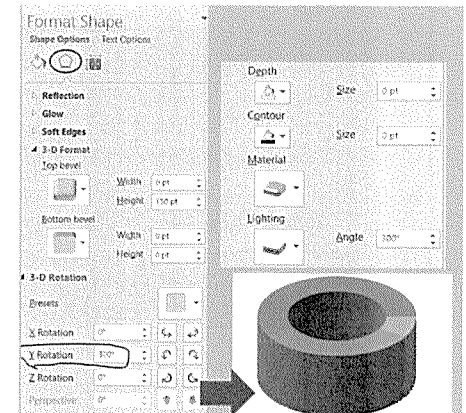 Format Shape
Shape Options Text Options
Reflection
Glow
Soft Edges
3-D Format
Top bevel
Width 0 pt
Height 150 pt
Bottom bevel
Width 0 pt
Height 0 pt
3-D Rotation
Presets
X Rotation 0°
Y Rotation
Z Rotation 0°
Perspective 0°
Depth
Size 0 pt
Contour
Size 0 pt
Material
Lighting
Angle 300°